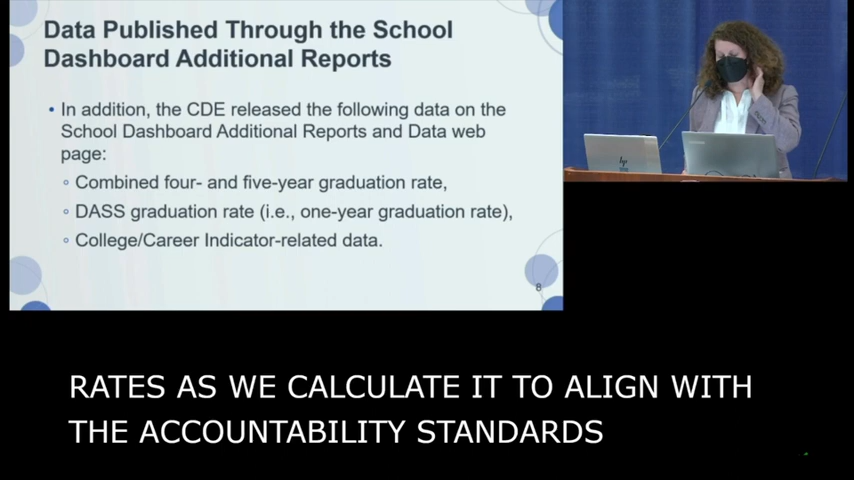 Data Published Through the School
Dashboard Additional Reports
• In addition, the CDE released the following data on the
School Dashboard Additional Reports and Data web
page:
◦ Combined four- and five-year graduation rate,
◦ DASS graduation rate (i.e., one-year graduation rate),
◦ College/Career Indicator-related data.
8
hp
RATES AS WE CALCULATE IT TO ALIGN WITH
THE ACCOUNTABILITY STANDARDS